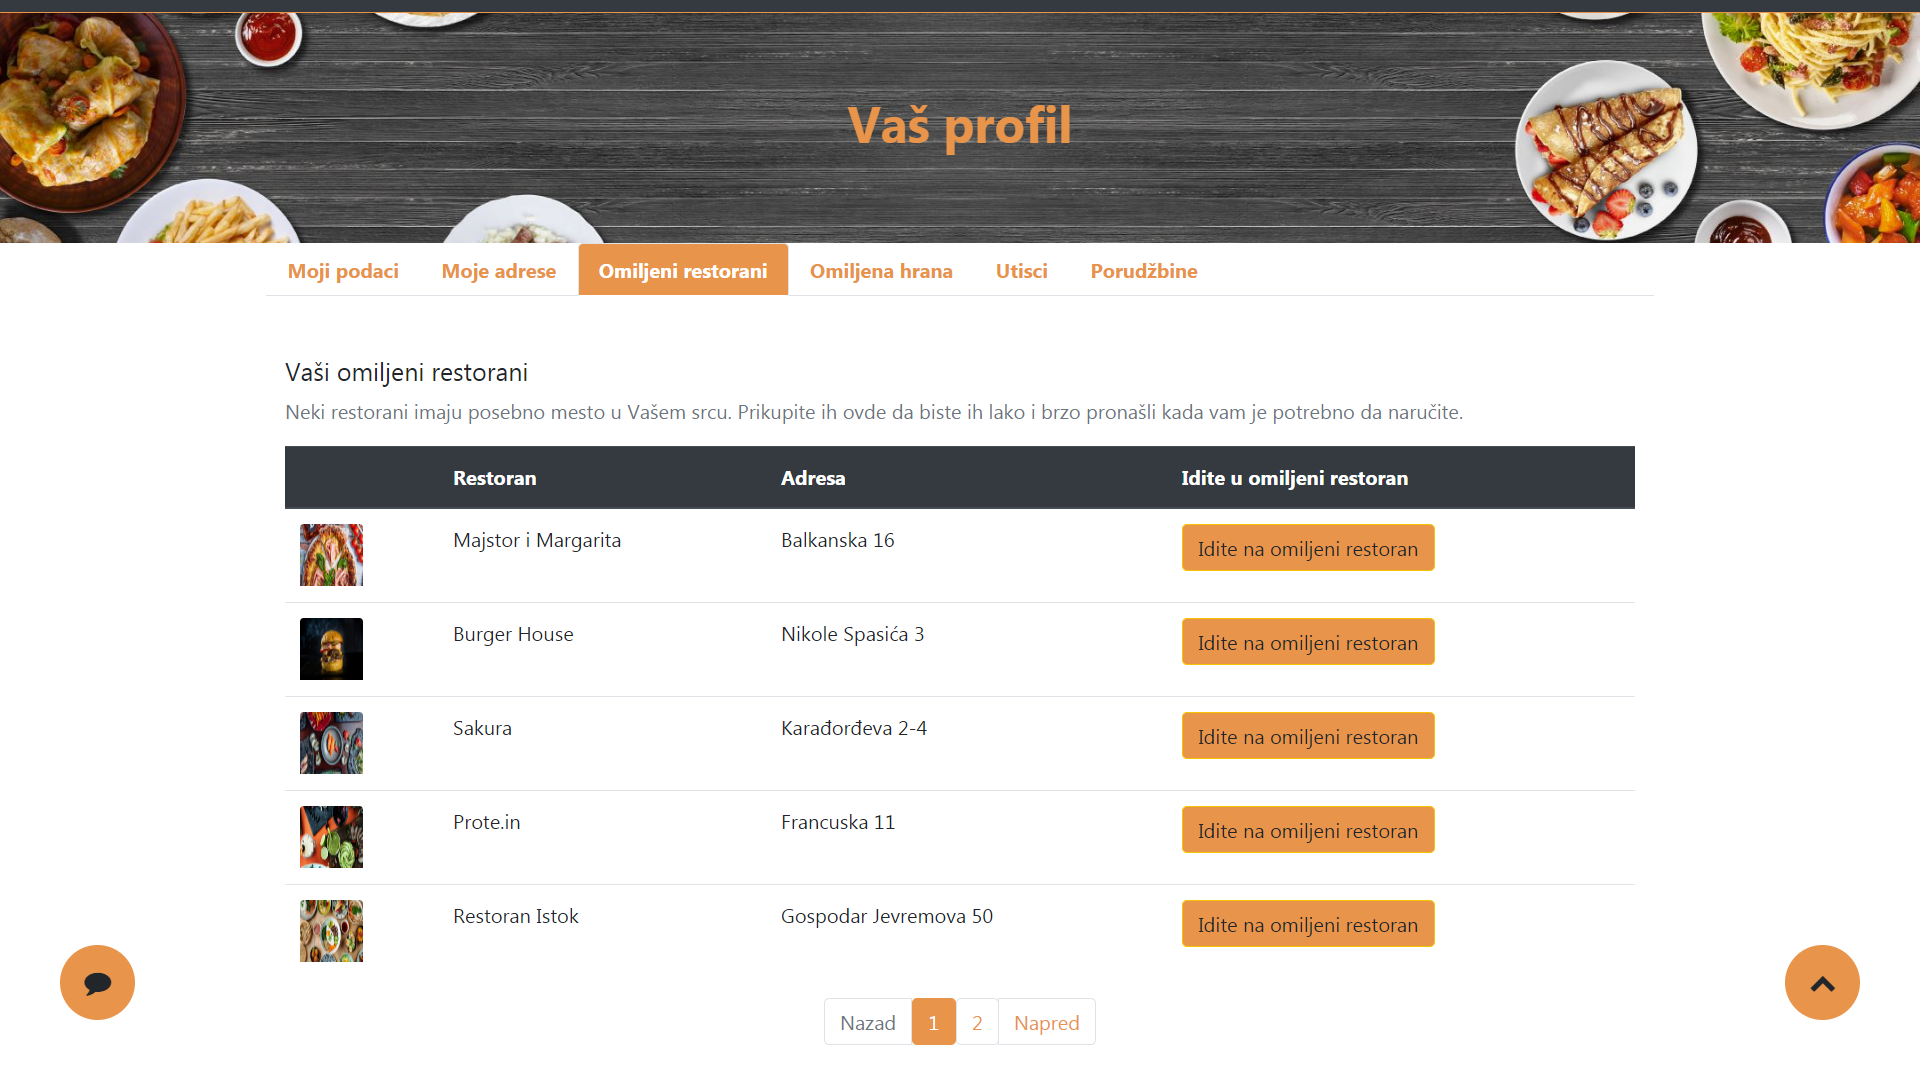 Vaš profil
Moji podaci Moje adrese Omiljeni restorani Omiljena hrana Utisci Porudžbine
Vaši omiljeni restorani
Neki restorani imaju posebno mesto u Vašem srcu. Prikupite ih ovde da biste ih lako i brzo pronašli kada vam je potrebno da naručite.
Restoran Adresa Idite u omiljeni restoran
Majstor i Margarita Balkanska 16 Idite na omiljeni restoran
Burger House Nikole Spasića 3 Idite na omiljeni restoran
Sakura Karađorđeva 2-4 Idite na omiljeni restoran
Prote.in Francuska 11 Idite na omiljeni restoran
Restoran Istok Gospodar Jevremova 50 Idite na omiljeni restoran
Nazad 1 2 Napred